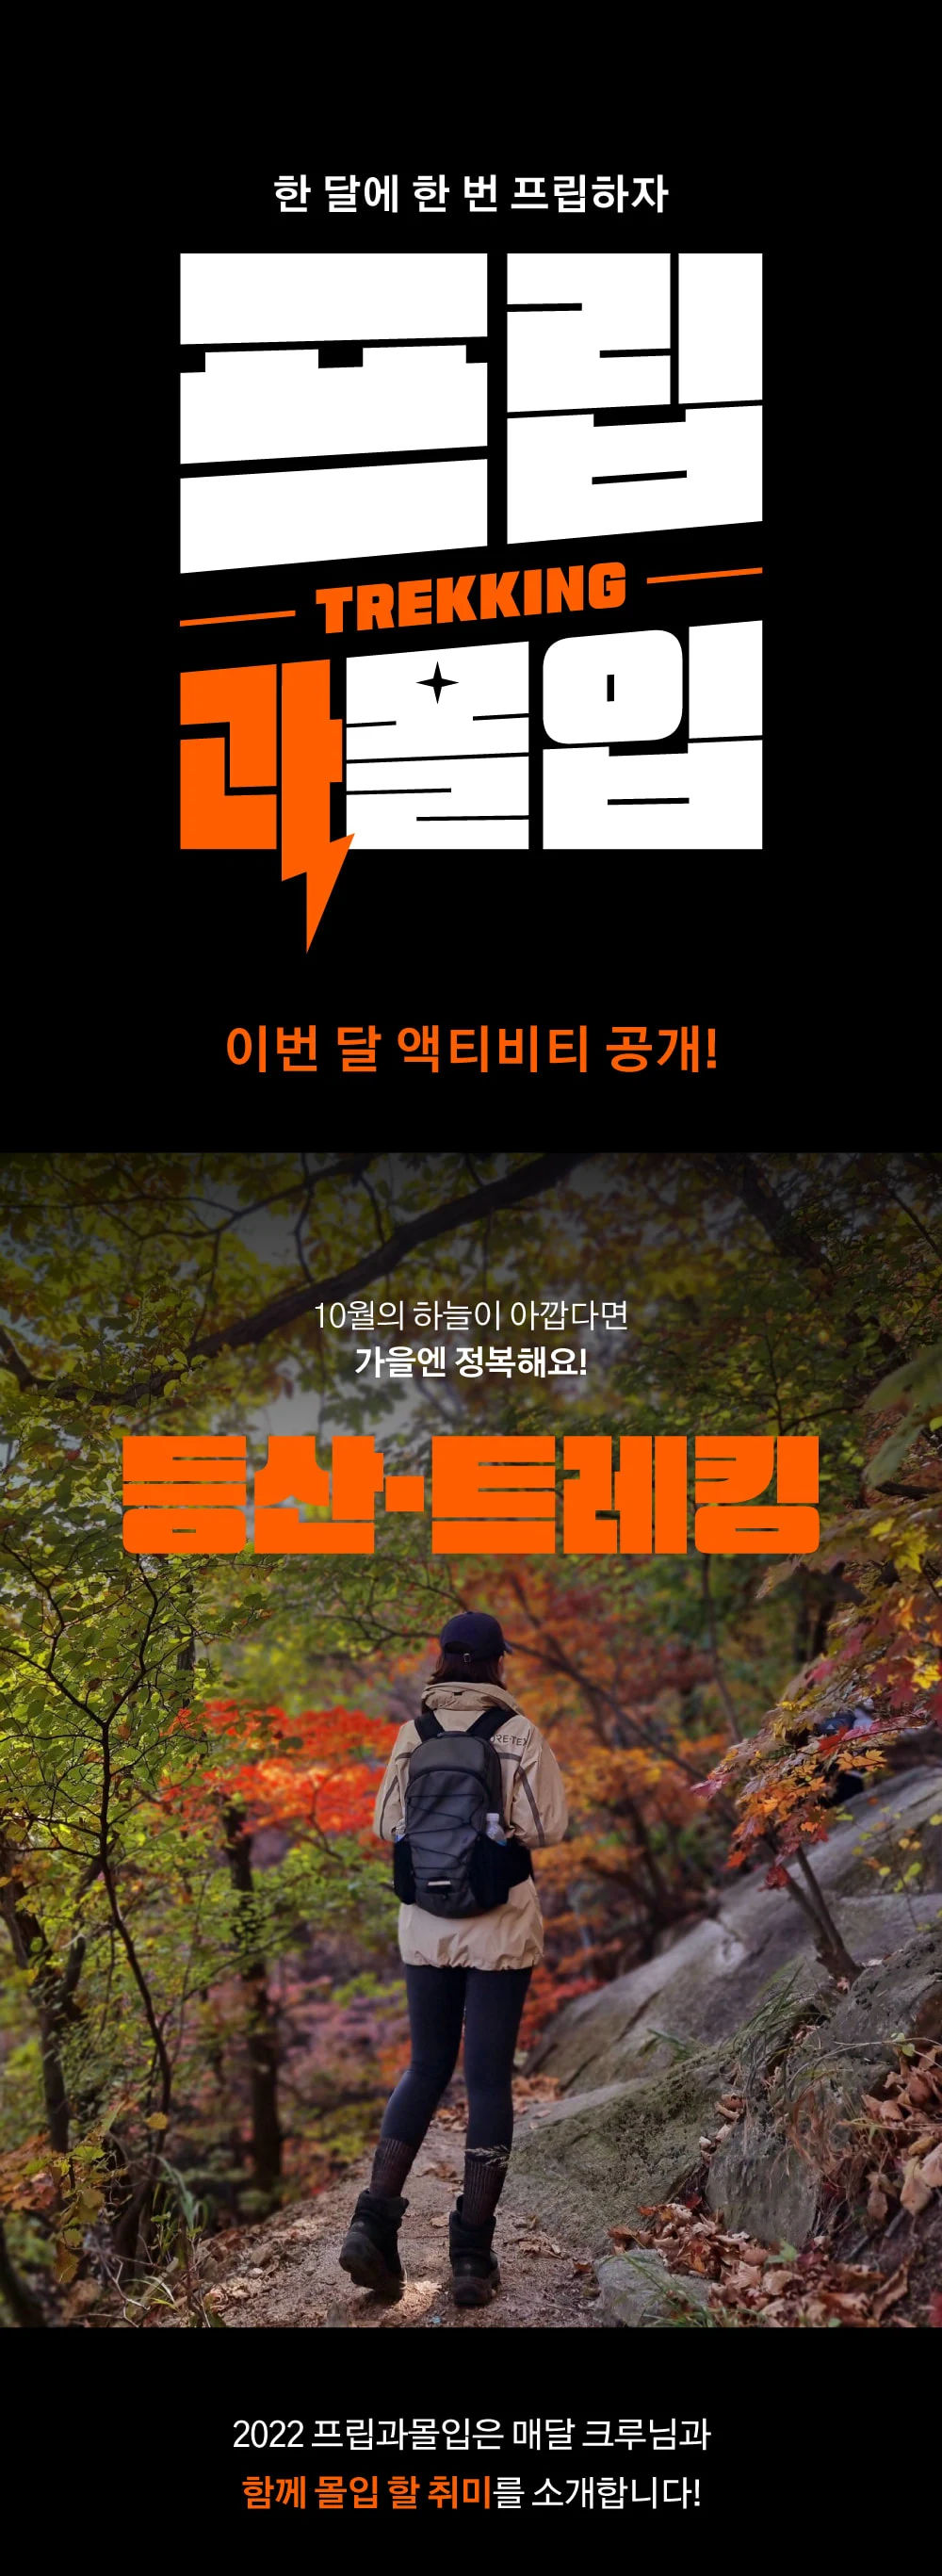 한 달에 한 번 프립하자
프립
TREKKING
과몰입
이번 달 액티비티 공개!
10월의 하늘이 아깝다면
가을엔 정복해요!
등산·트레킹
2022 프립과몰입은 매달 크루님과
함께 몰입 할 취미를 소개합니다!